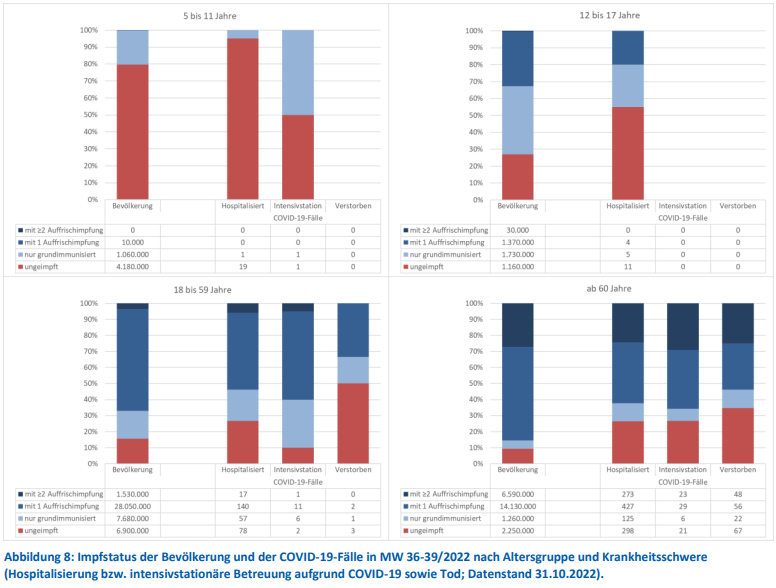 5 bis 11 Jahre
100%
90%
80%
70%
60%
50%
40%
30%
20%
10%
0%
Bevölkerung Hospitalisiert Intensivstation Verstorben
COVID-19-Fälle
mit ≥2 Auffrischimpfung 0 0 0 0
mit 1 Auffrischimpfung 10.000 0 0 0
nur grundimmunisiert 1.060.000 1 1 0
ungeimpft 4.180.000 19 1 0
12 bis 17 Jahre
100%
90%
80%
70%
60%
50%
40%
30%
20%
10%
0%
Bevölkerung Hospitalisiert Intensivstation Verstorben
COVID-19-Fälle
mit ≥2 Auffrischimpfung 30.000 0 0 0
mit 1 Auffrischimpfung 1.370.000 4 0 0
nur grundimmunisiert 1.730.000 5 0 0
ungeimpft 1.160.000 11 0 0
18 bis 59 Jahre
100%
90%
80%
70%
60%
50%
40%
30%
20%
10%
0%
Bevölkerung Hospitalisiert Intensivstation Verstorben
COVID-19-Fälle
mit ≥2 Auffrischimpfung 1.530.000 17 1 0
mit 1 Auffrischimpfung 28.050.000 140 11 2
nur grundimmunisiert 7.680.000 57 6 1
ungeimpft 6.900.000 78 2 3
ab 60 Jahre
100%
90%
80%
70%
60%
50%
40%
30%
20%
10%
0%
Bevölkerung Hospitalisiert Intensivstation Verstorben
COVID-19-Fälle
mit ≥2 Auffrischimpfung 6.590.000 273 23 48
mit 1 Auffrischimpfung 14.130.000 427 29 56
nur grundimmunisiert 1.260.000 125 6 22
ungeimpft 2.250.000 298 21 67
Abbildung 8: Impfstatus der Bevölkerung und der COVID-19-Fälle in MW 36-39/2022 nach Altersgruppe und Krankheitsschwere
(Hospitalisierung bzw. intensivstationäre Betreuung aufgrund COVID-19 sowie Tod; Datenstand 31.10.2022).